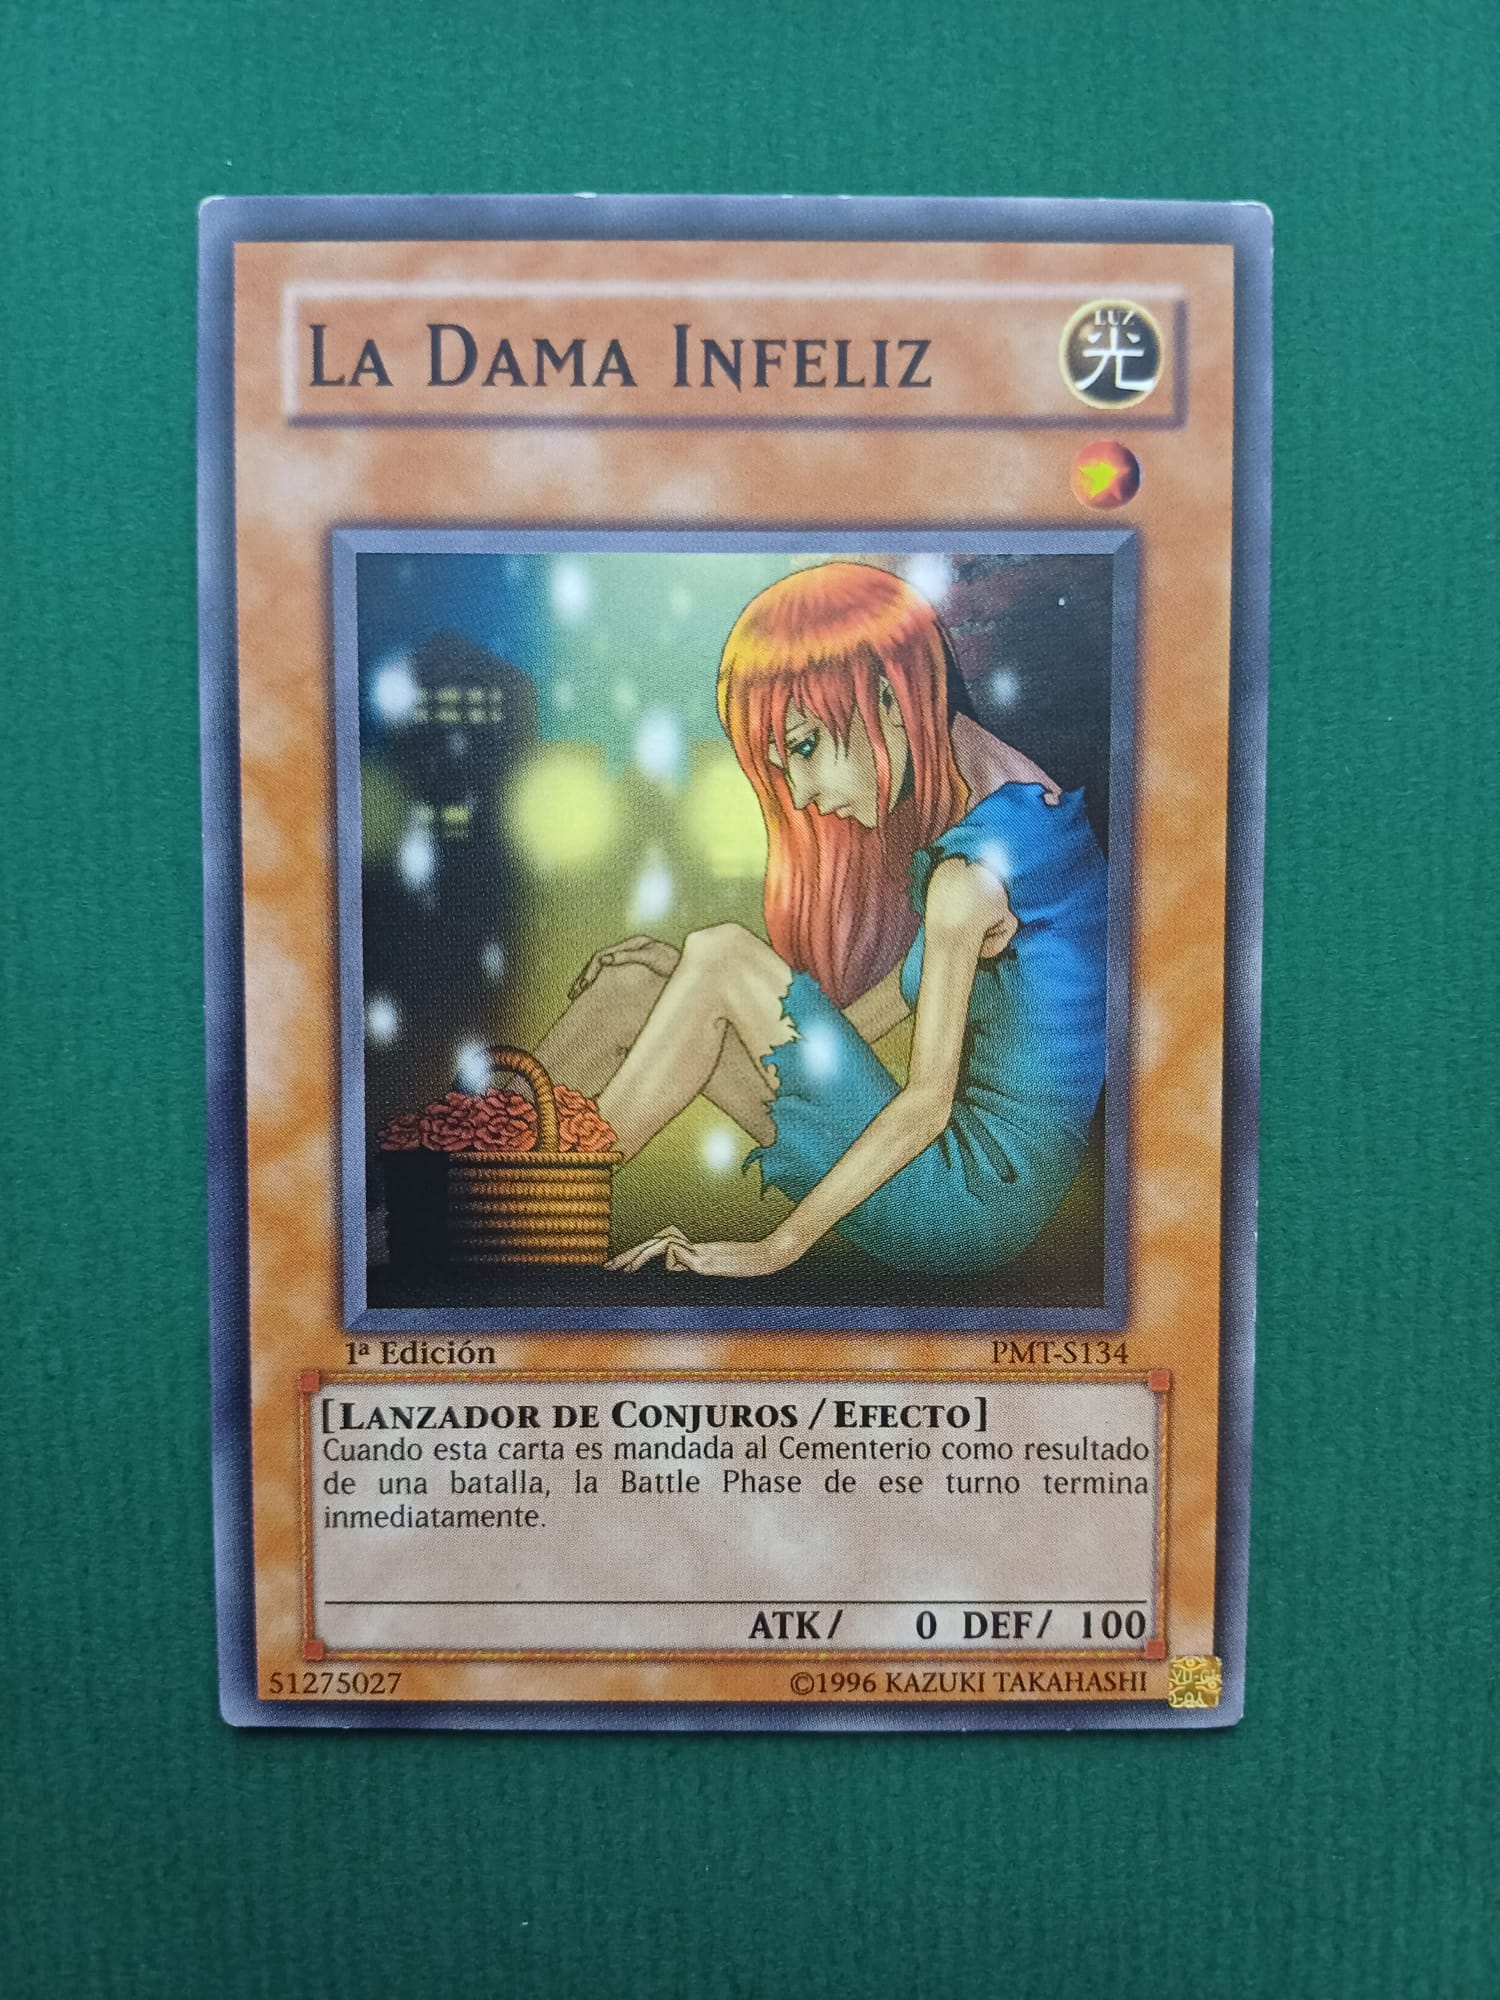 LA DAMA INFELIZ
LUZ
光
1ª Edición
PMT-S134
[LANZADOR DE CONJUROS / EFECTO]
Cuando esta carta es mandada al Cementerio como resultado
de una batalla, la Battle Phase de ese turno termina
inmediatamente.
ATK/ 0 DEF/ 100
51275027
©1996 KAZUKI TAKAHASHI